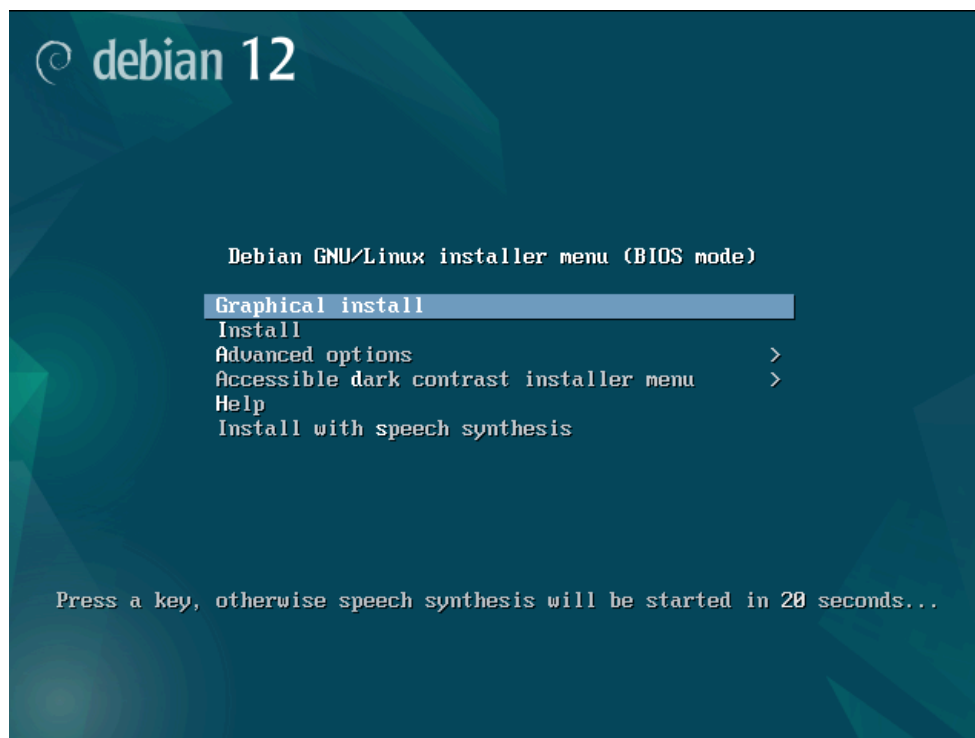 debian 12
Debian GNU/Linux installer menu (BIOS mode)
Graphical install
Install
Advanced options >
Accessible dark contrast installer menu >
Help
Install with speech synthesis
Press a key, otherwise speech synthesis will be started in 20 seconds...